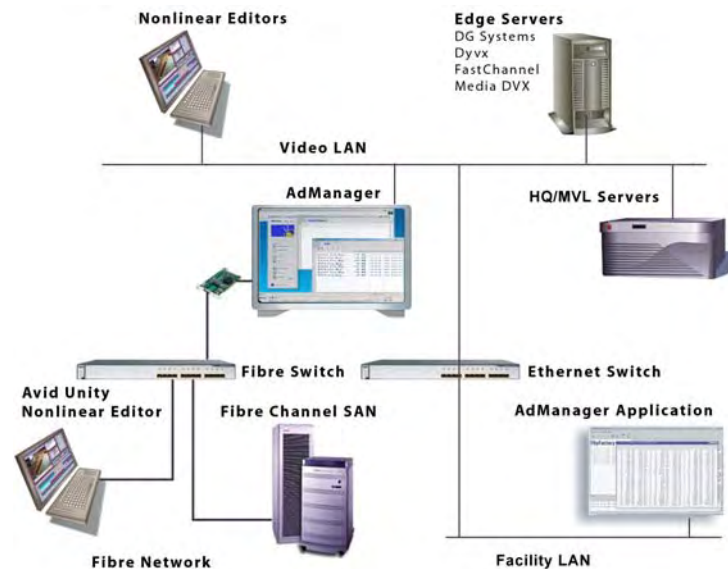 Nonlinear Editors
Edge Servers
DG Systems
Dyvx
FastChannel
Media DVX
Video LAN
AdManager
HQ/MVL Servers
Fibre Switch
Ethernet Switch
Avid Unity
Nonlinear Editor
Fibre Channel SAN
AdManager Application
Fibre Network
Facility LAN